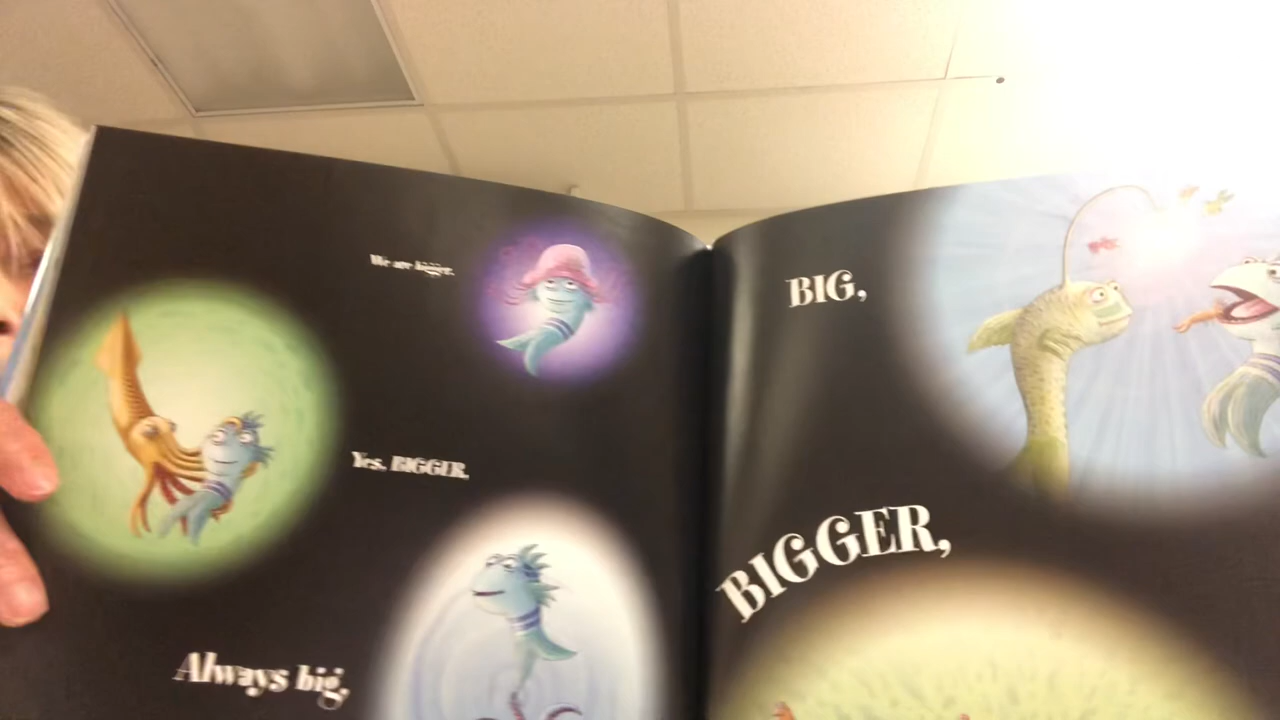 We are bigger.
Yes, BIGGER,
Always big,
BIG,
BIGGER,